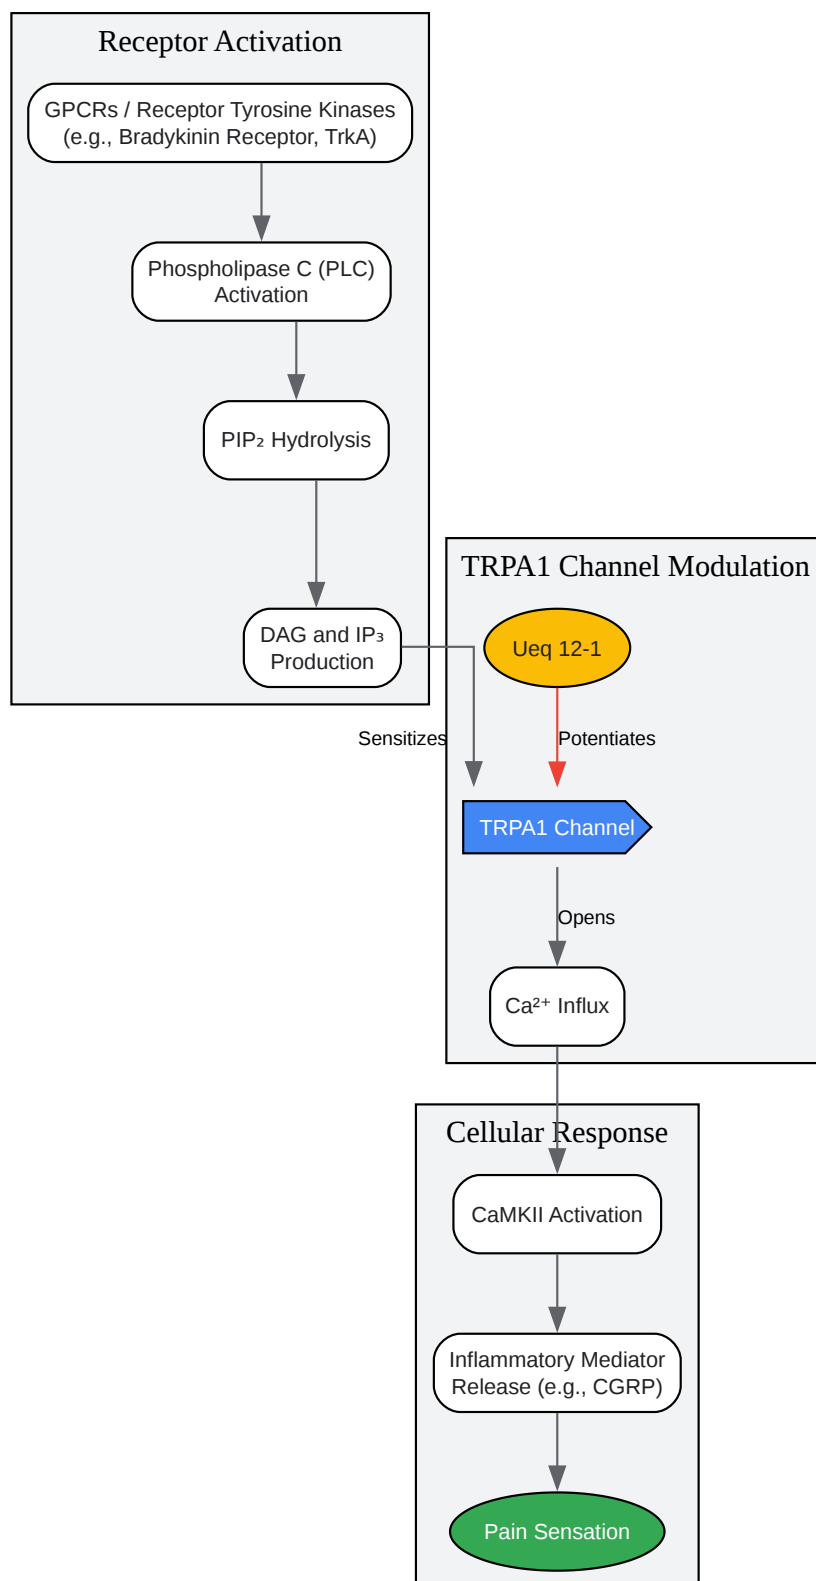 Receptor Activation
GPCRs / Receptor Tyrosine Kinases
(e.g., Bradykinin Receptor, TrkA)
Phospholipase C (PLC)
Activation
PIP₂ Hydrolysis
DAG and IP₃
Production
TRPA1 Channel Modulation
Ueq 12-1
Sensitizes
Potentiates
TRPA1 Channel
Opens
Ca²⁺ Influx
Cellular Response
CaMKII Activation
Inflammatory Mediator
Release (e.g., CGRP)
Pain Sensation